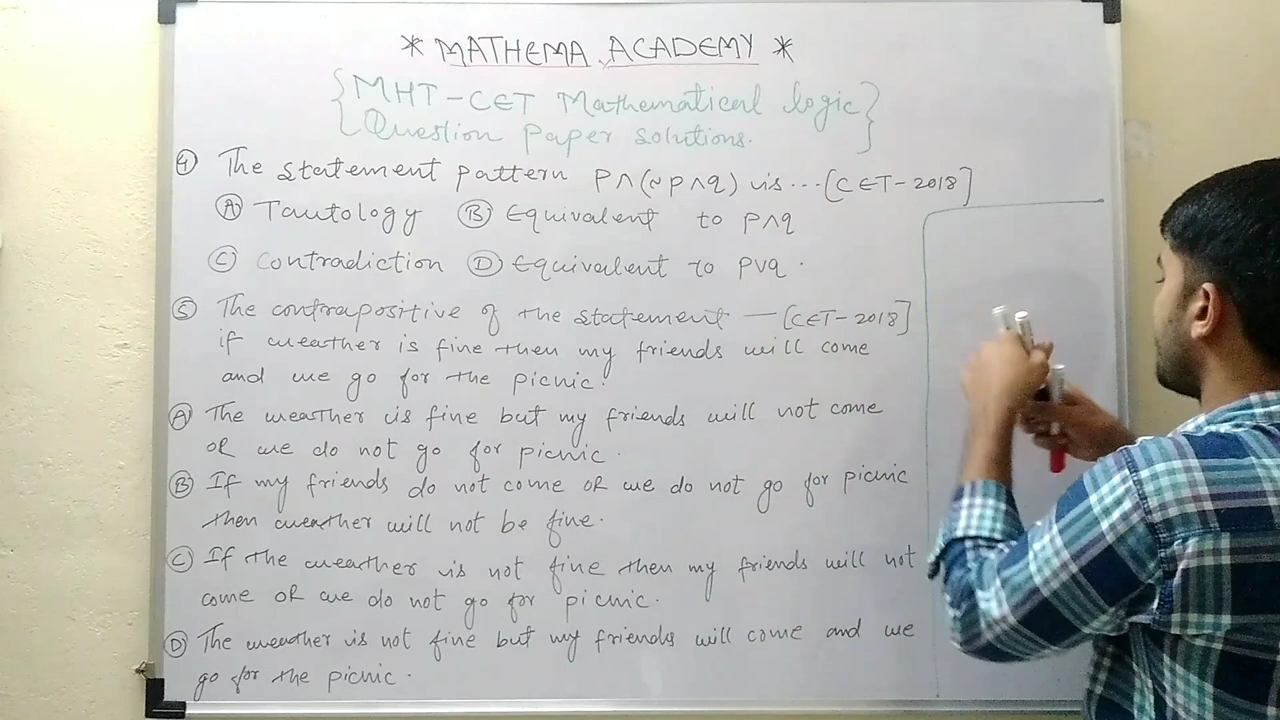 * MATHEMA ACADEMY *
{MHT-CET Mathematical logic
Question Paper Solutions.}
4 The statement pattern p∧(~p∧q) is...[CET-2018]
A Tautology B Equivalent to p∧q
C Contradiction D Equivalent to p∨q.
5 The contrapositive of the statement —[CET-2018]
if weather is fine then my friends will come
and we go for the picnic.
A The weather is fine but my friends will not come
or we do not go for picnic.
B If my friends do not come or we do not go for picnic
then weather will not be fine.
C If the weather is not fine then my friends will not
come or we do not go for picnic.
D The weather is not fine but my friends will come and we
go for the picnic.